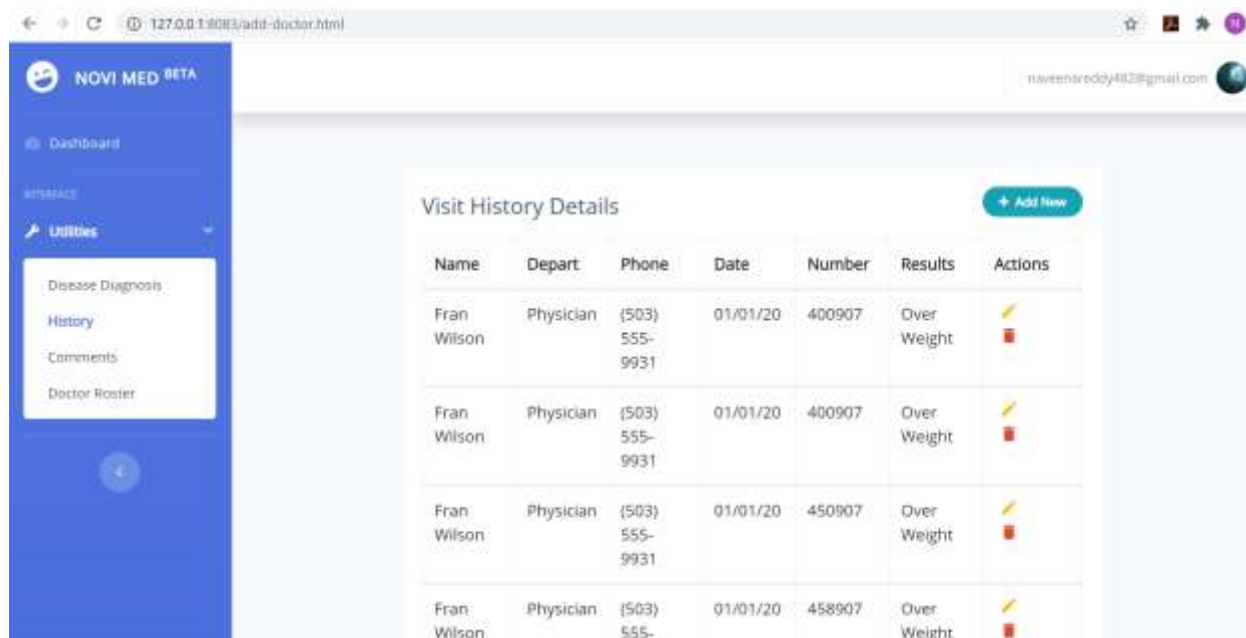 127.0.0.1:8083/add-doctor.html
N
NOVI MED BETA
naveenareddy482@gmail.com
Dashboard
INTERFACE
Utilities
Disease Diagnosis
History
Comments
Doctor Roster
Visit History Details
+ Add New
Name Depart Phone Date Number Results Actions
Fran Physician (503) 01/01/20 400907 Over
Wilson 555- Weight
9931
Fran Physician (503) 01/01/20 400907 Over
Wilson 555- Weight
9931
Fran Physician (503) 01/01/20 450907 Over
Wilson 555- Weight
9931
Fran Physician (503) 01/01/20 458907 Over
Wilson 555- Weight